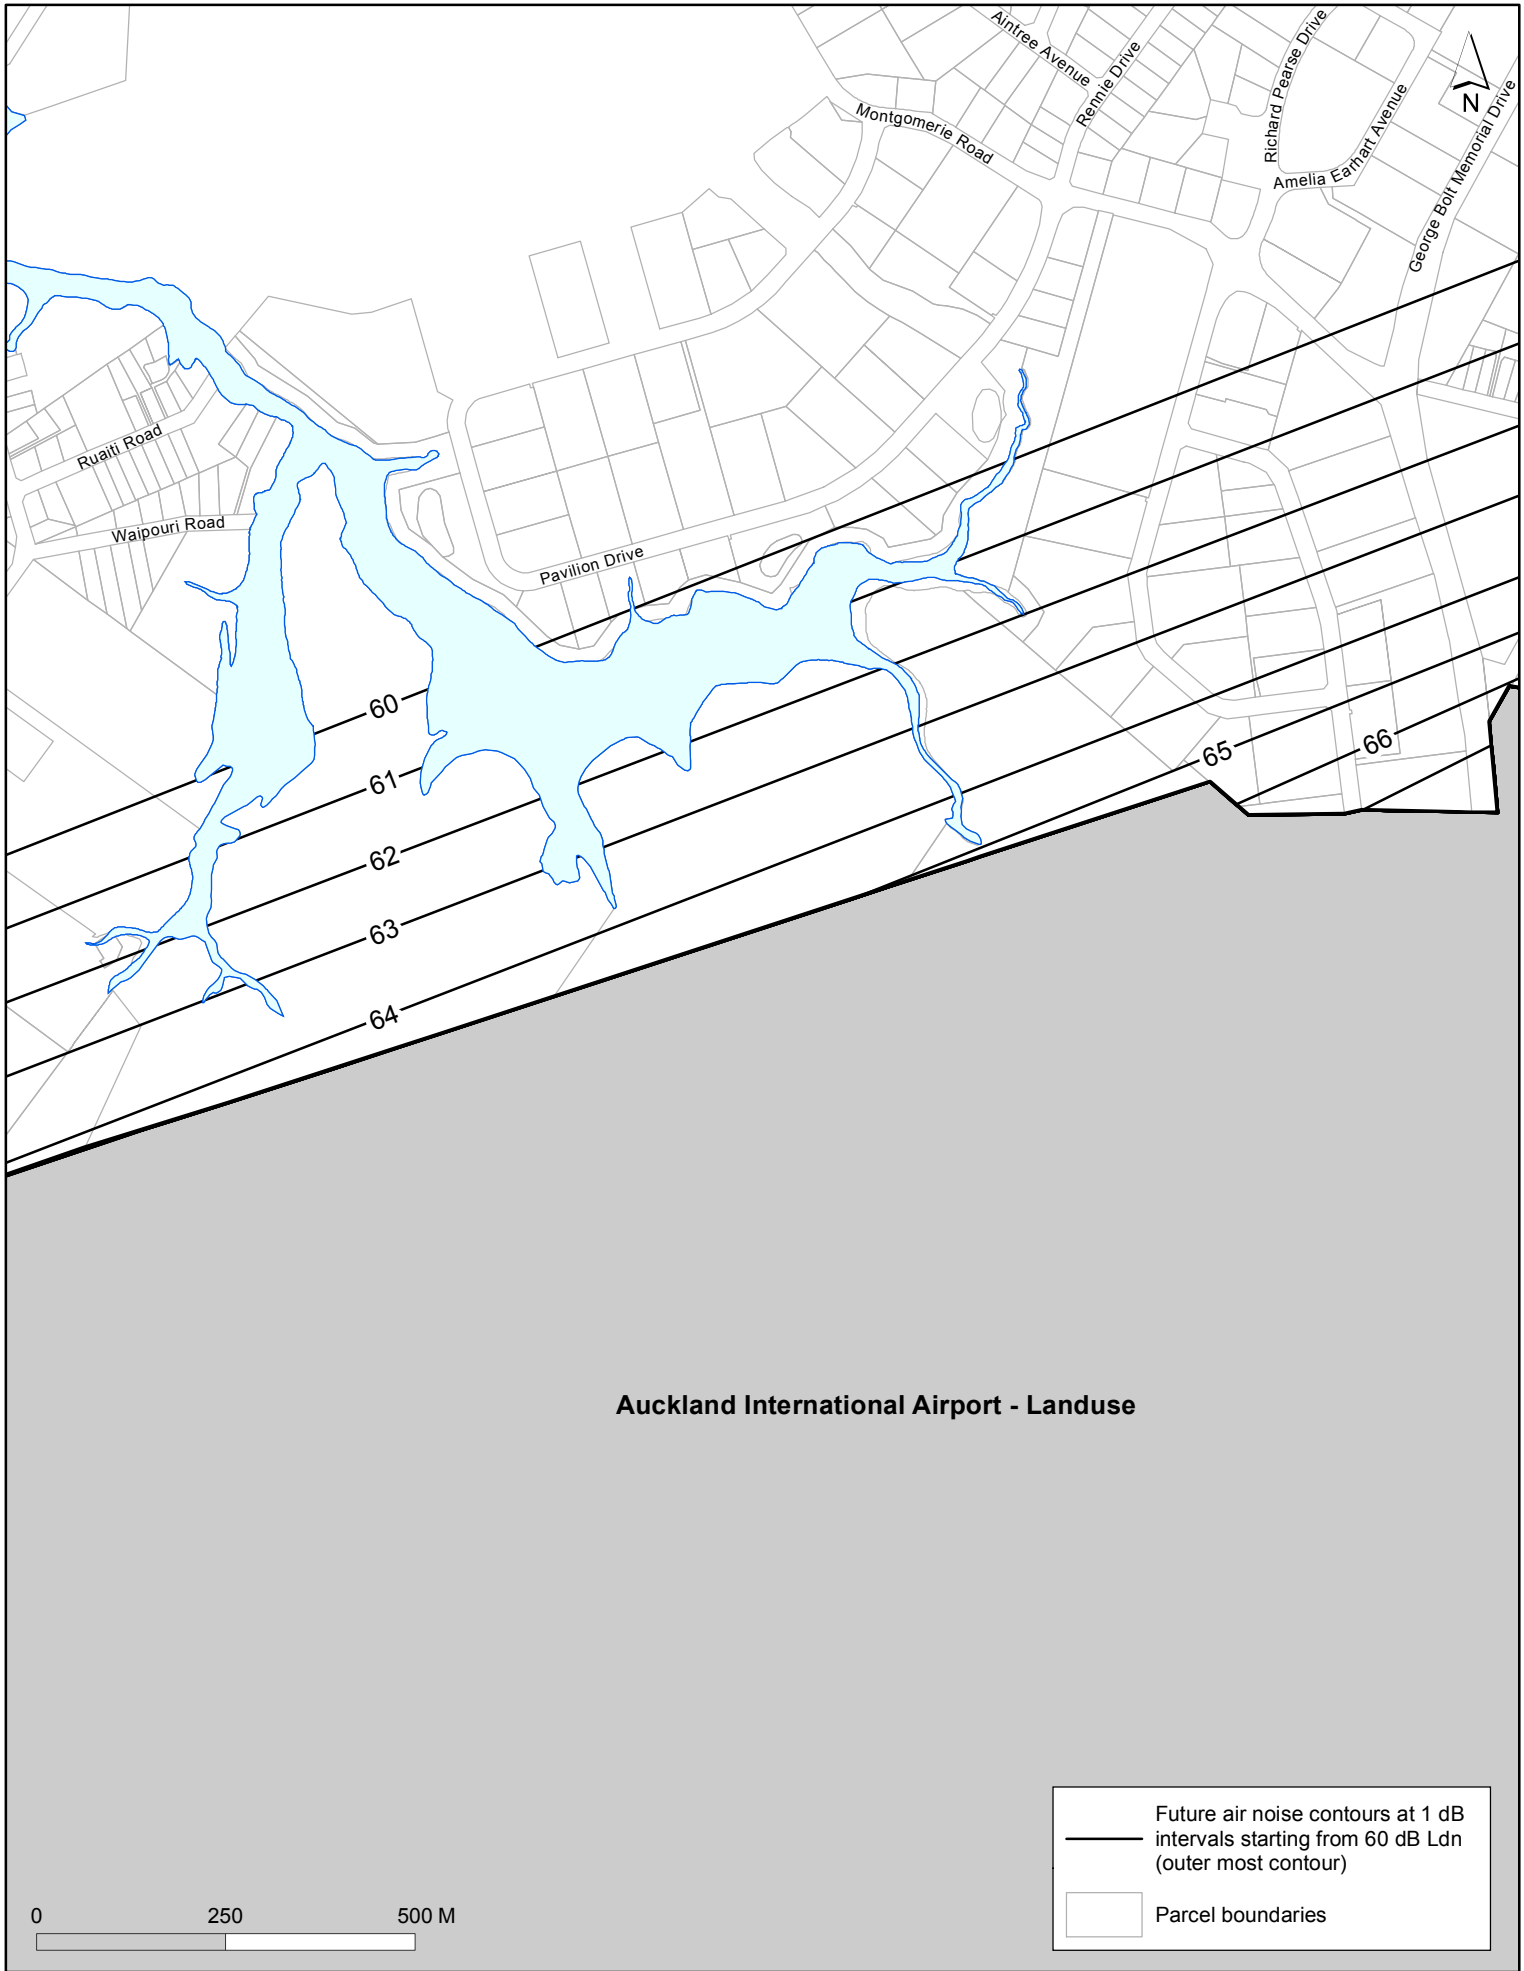 Aintree Avenue
Rennie Drive
Richard Pearse Drive
N
Montgomerie Road
Amelia Earhart Avenue
George Bolt Memorial Drive
Ruaiti Road
Waipouri Road
Pavilion Drive
60
61
62
63
64
65
66
Auckland International Airport - Landuse
Future air noise contours at 1 dB
intervals starting from 60 dB Ldn
(outer most contour)
Parcel boundaries
0 250 500 M